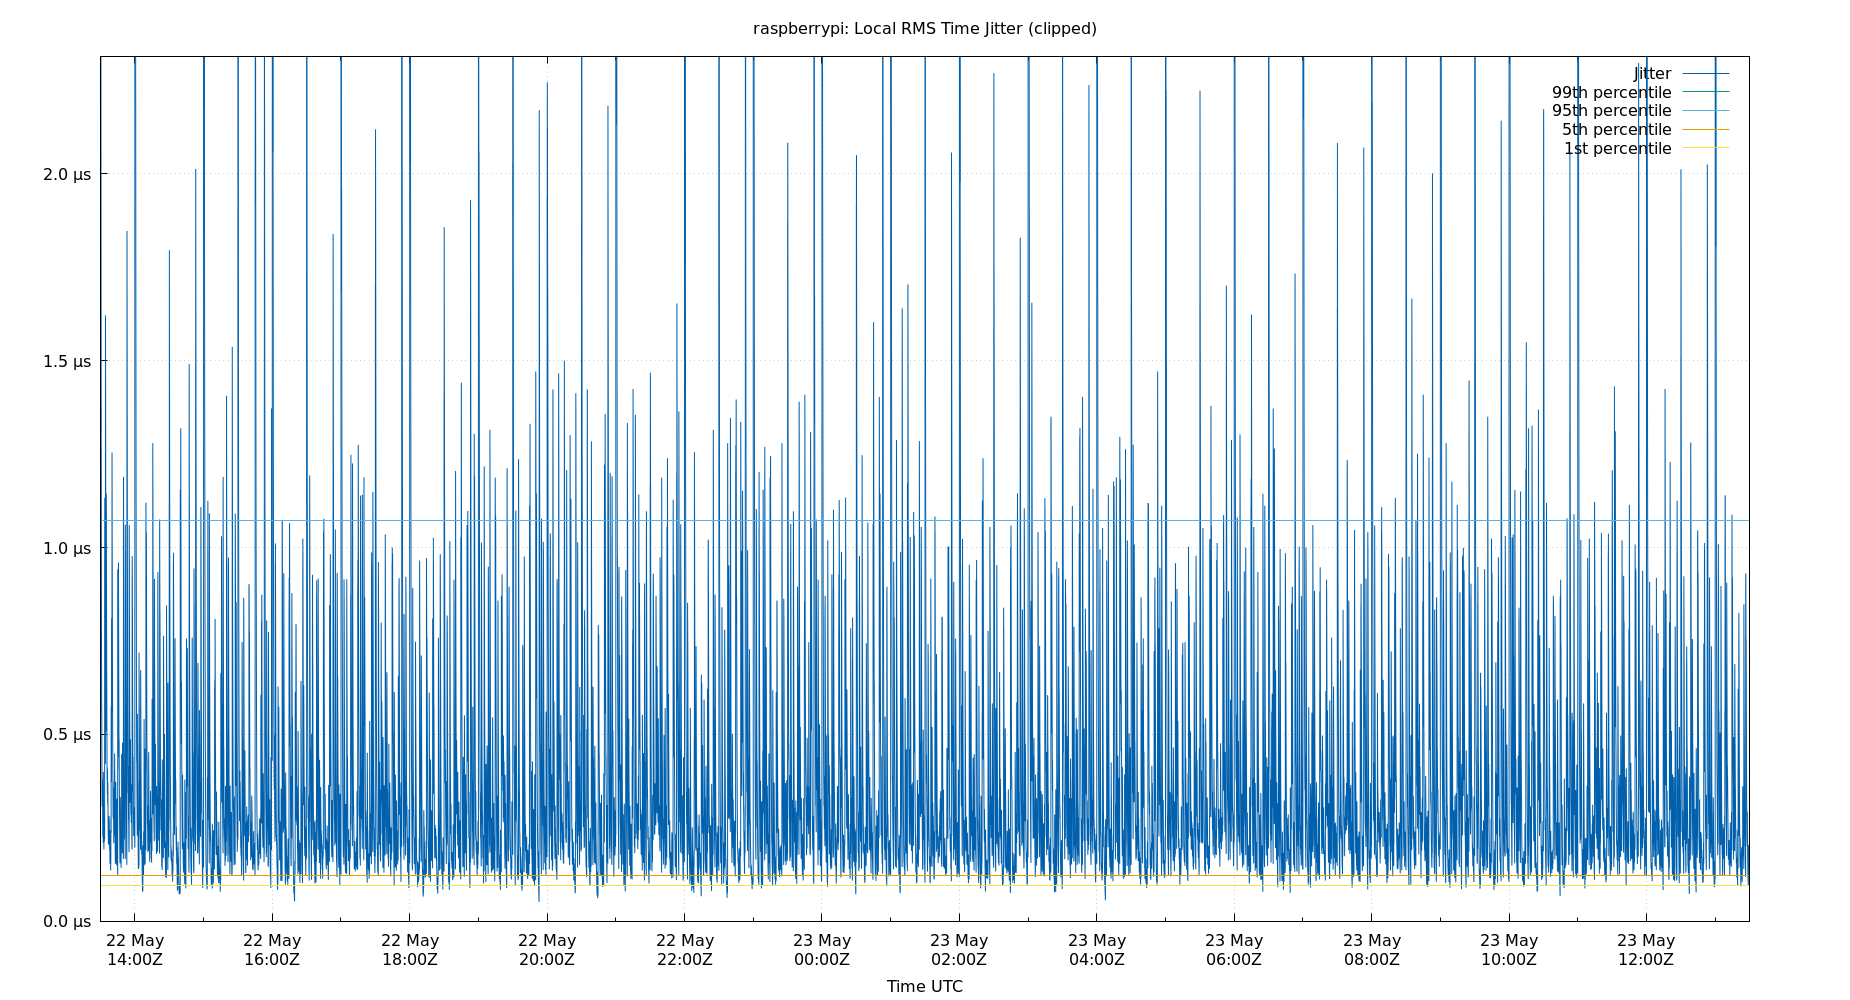 raspberrypi: Local RMS Time Jitter (clipped)
Jitter
99th percentile
95th percentile
5th percentile
1st percentile
2.0 µs
1.5 µs
1.0 µs
0.5 µs
0.0 µs
22 May 22 May 22 May 22 May 22 May 23 May 23 May 23 May 23 May 23 May 23 May 23 May
14:00Z 16:00Z 18:00Z 20:00Z 22:00Z 00:00Z 02:00Z 04:00Z 06:00Z 08:00Z 10:00Z 12:00Z
Time UTC